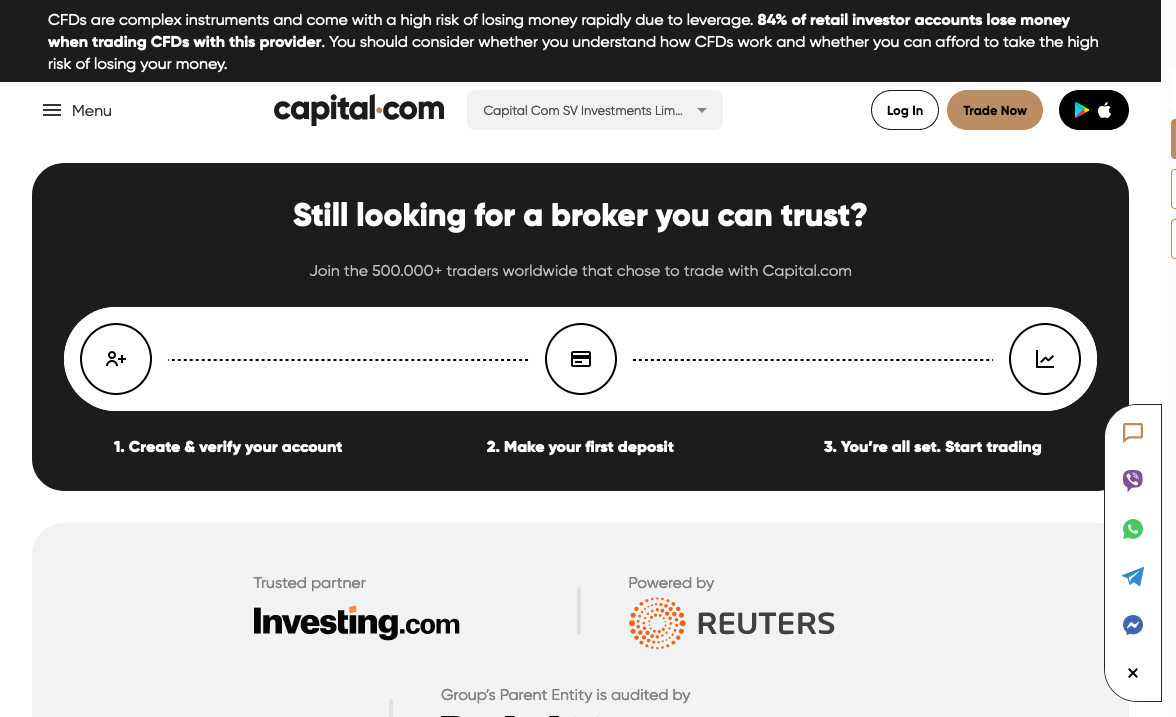 CFDs are complex instruments and come with a high risk of losing money rapidly due to leverage. 84% of retail investor accounts lose money
when trading CFDs with this provider. You should consider whether you understand how CFDs work and whether you can afford to take the high
risk of losing your money.
Menu
capital.com
Capital Com SV Investments Lim...
Log In
Trade Now
Still looking for a broker you can trust?
Join the 500.000+ traders worldwide that chose to trade with Capital.com
1. Create & verify your account
2. Make your first deposit
3. You're all set. Start trading
Trusted partner
Investing.com
Powered by
REUTERS
Group's Parent Entity is audited by